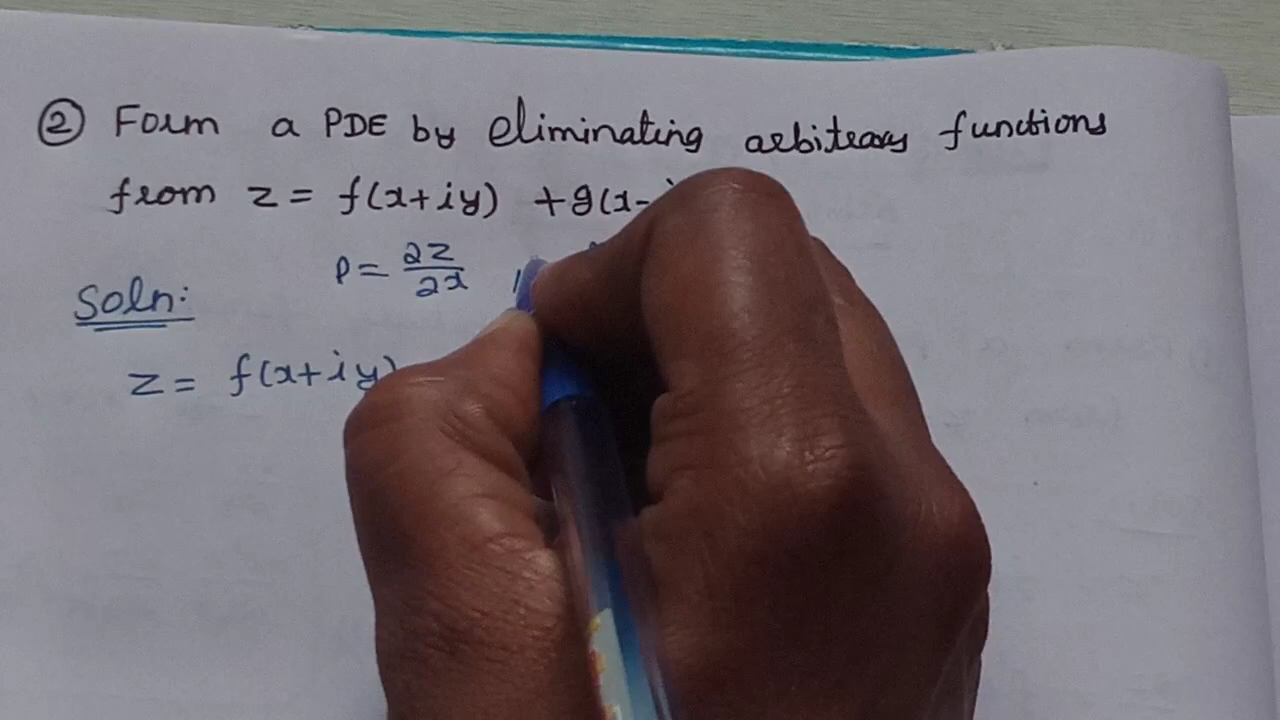 ② Form a PDE by eliminating arbitrary functions
from z = f(x+iy) + g(x-
p = ∂z/∂x
Soln:
z = f(x+iy)